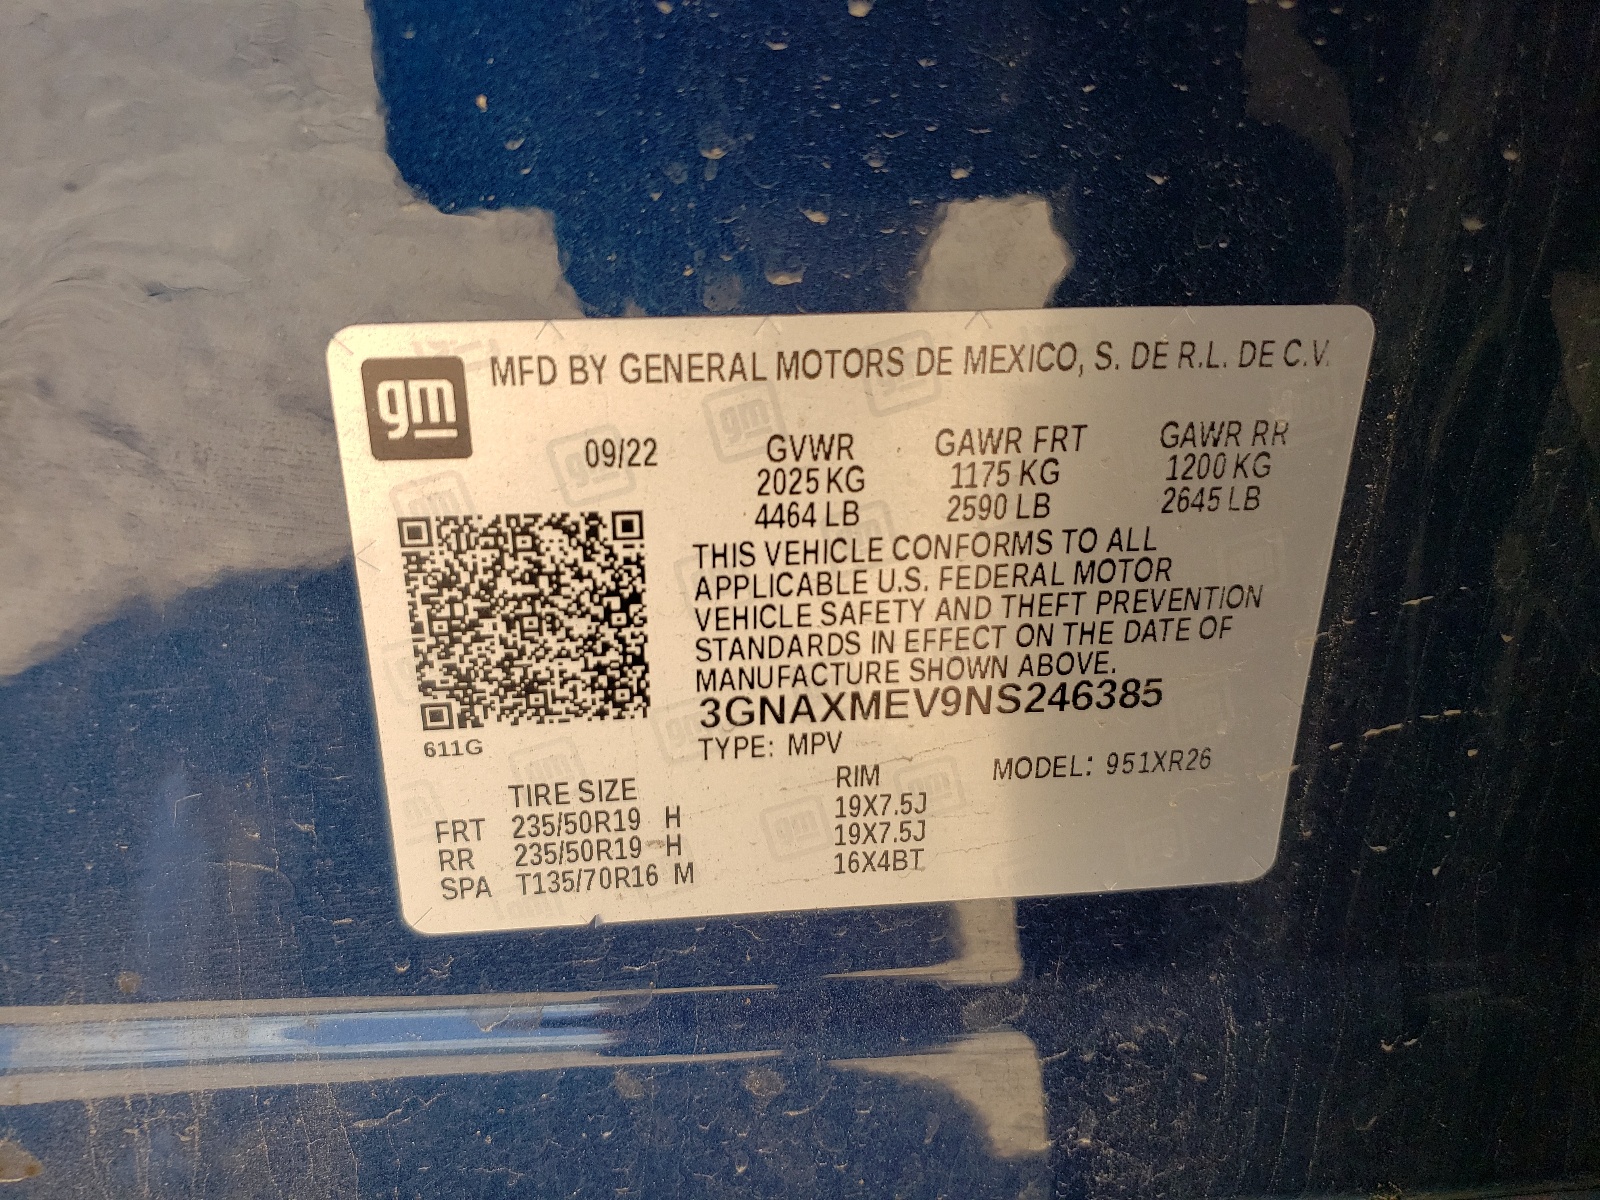 gm MFD BY GENERAL MOTORS DE MEXICO, S. DE R.L. DE C.V.
09/22 GVWR GAWR FRT GAWR RR
2025 KG 1175 KG 1200 KG
4464 LB 2590 LB 2645 LB
THIS VEHICLE CONFORMS TO ALL
APPLICABLE U.S. FEDERAL MOTOR
VEHICLE SAFETY AND THEFT PREVENTION
STANDARDS IN EFFECT ON THE DATE OF
MANUFACTURE SHOWN ABOVE.
3GNAXMEV9NS246385
611G
TYPE: MPV MODEL: 951XR26
TIRE SIZE RIM
FRT 235/50R19 H 19X7.5J
RR 235/50R19 H 19X7.5J
SPA T135/70R16 M 16X4BT